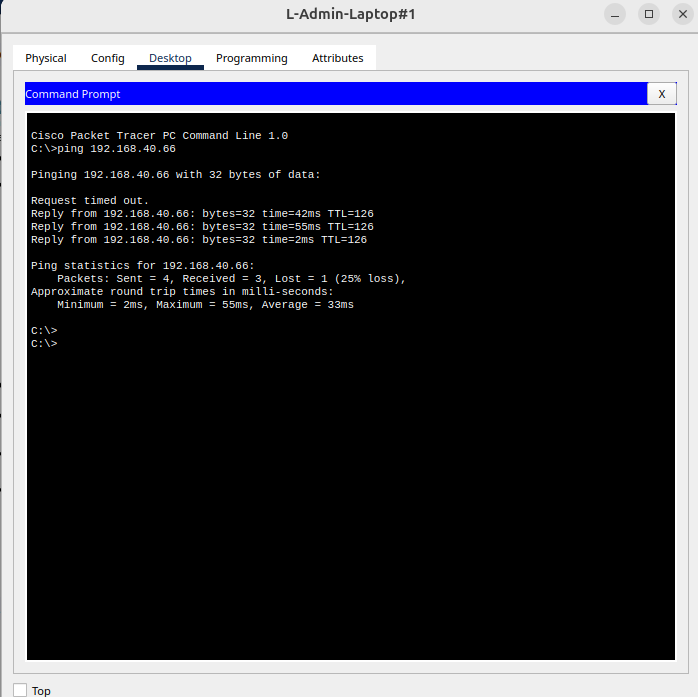 L-Admin-Laptop#1
Physical Config Desktop Programming Attributes
Command Prompt X
Cisco Packet Tracer PC Command Line 1.0
C:\>ping 192.168.40.66
Pinging 192.168.40.66 with 32 bytes of data:
Request timed out.
Reply from 192.168.40.66: bytes=32 time=42ms TTL=126
Reply from 192.168.40.66: bytes=32 time=55ms TTL=126
Reply from 192.168.40.66: bytes=32 time=2ms TTL=126
Ping statistics for 192.168.40.66:
    Packets: Sent = 4, Received = 3, Lost = 1 (25% loss),
Approximate round trip times in milli-seconds:
    Minimum = 2ms, Maximum = 55ms, Average = 33ms
C:\>
C:\>
Top